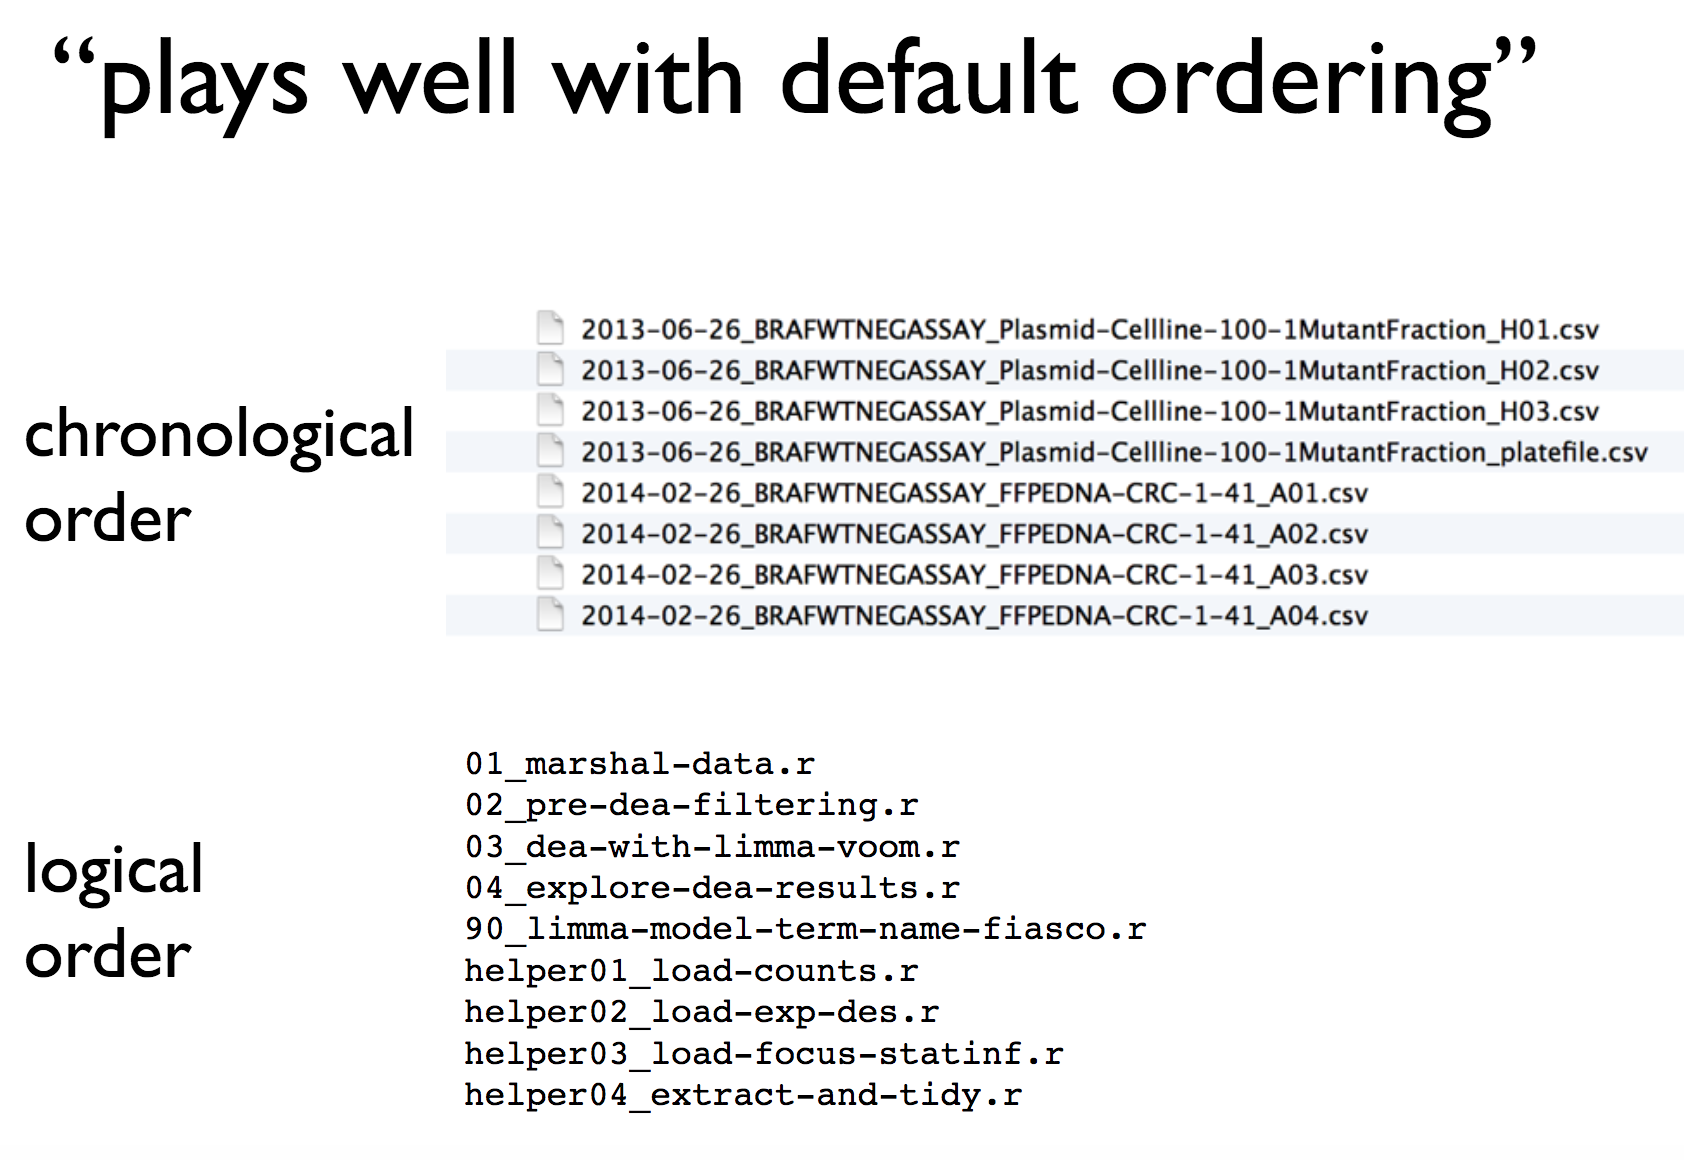 “plays well with default ordering”
chronological
order
2013-06-26_BRAFWTNEGASSAY_Plasmid-Cellline-100-1MutantFraction_H01.csv
2013-06-26_BRAFWTNEGASSAY_Plasmid-Cellline-100-1MutantFraction_H02.csv
2013-06-26_BRAFWTNEGASSAY_Plasmid-Cellline-100-1MutantFraction_H03.csv
2013-06-26_BRAFWTNEGASSAY_Plasmid-Cellline-100-1MutantFraction_platefile.csv
2014-02-26_BRAFWTNEGASSAY_FFPEDNA-CRC-1-41_A01.csv
2014-02-26_BRAFWTNEGASSAY_FFPEDNA-CRC-1-41_A02.csv
2014-02-26_BRAFWTNEGASSAY_FFPEDNA-CRC-1-41_A03.csv
2014-02-26_BRAFWTNEGASSAY_FFPEDNA-CRC-1-41_A04.csv
logical
order
01_marshal-data.r
02_pre-dea-filtering.r
03_dea-with-limma-voom.r
04_explore-dea-results.r
90_limma-model-term-name-fiasco.r
helper01_load-counts.r
helper02_load-exp-des.r
helper03_load-focus-statinf.r
helper04_extract-and-tidy.r